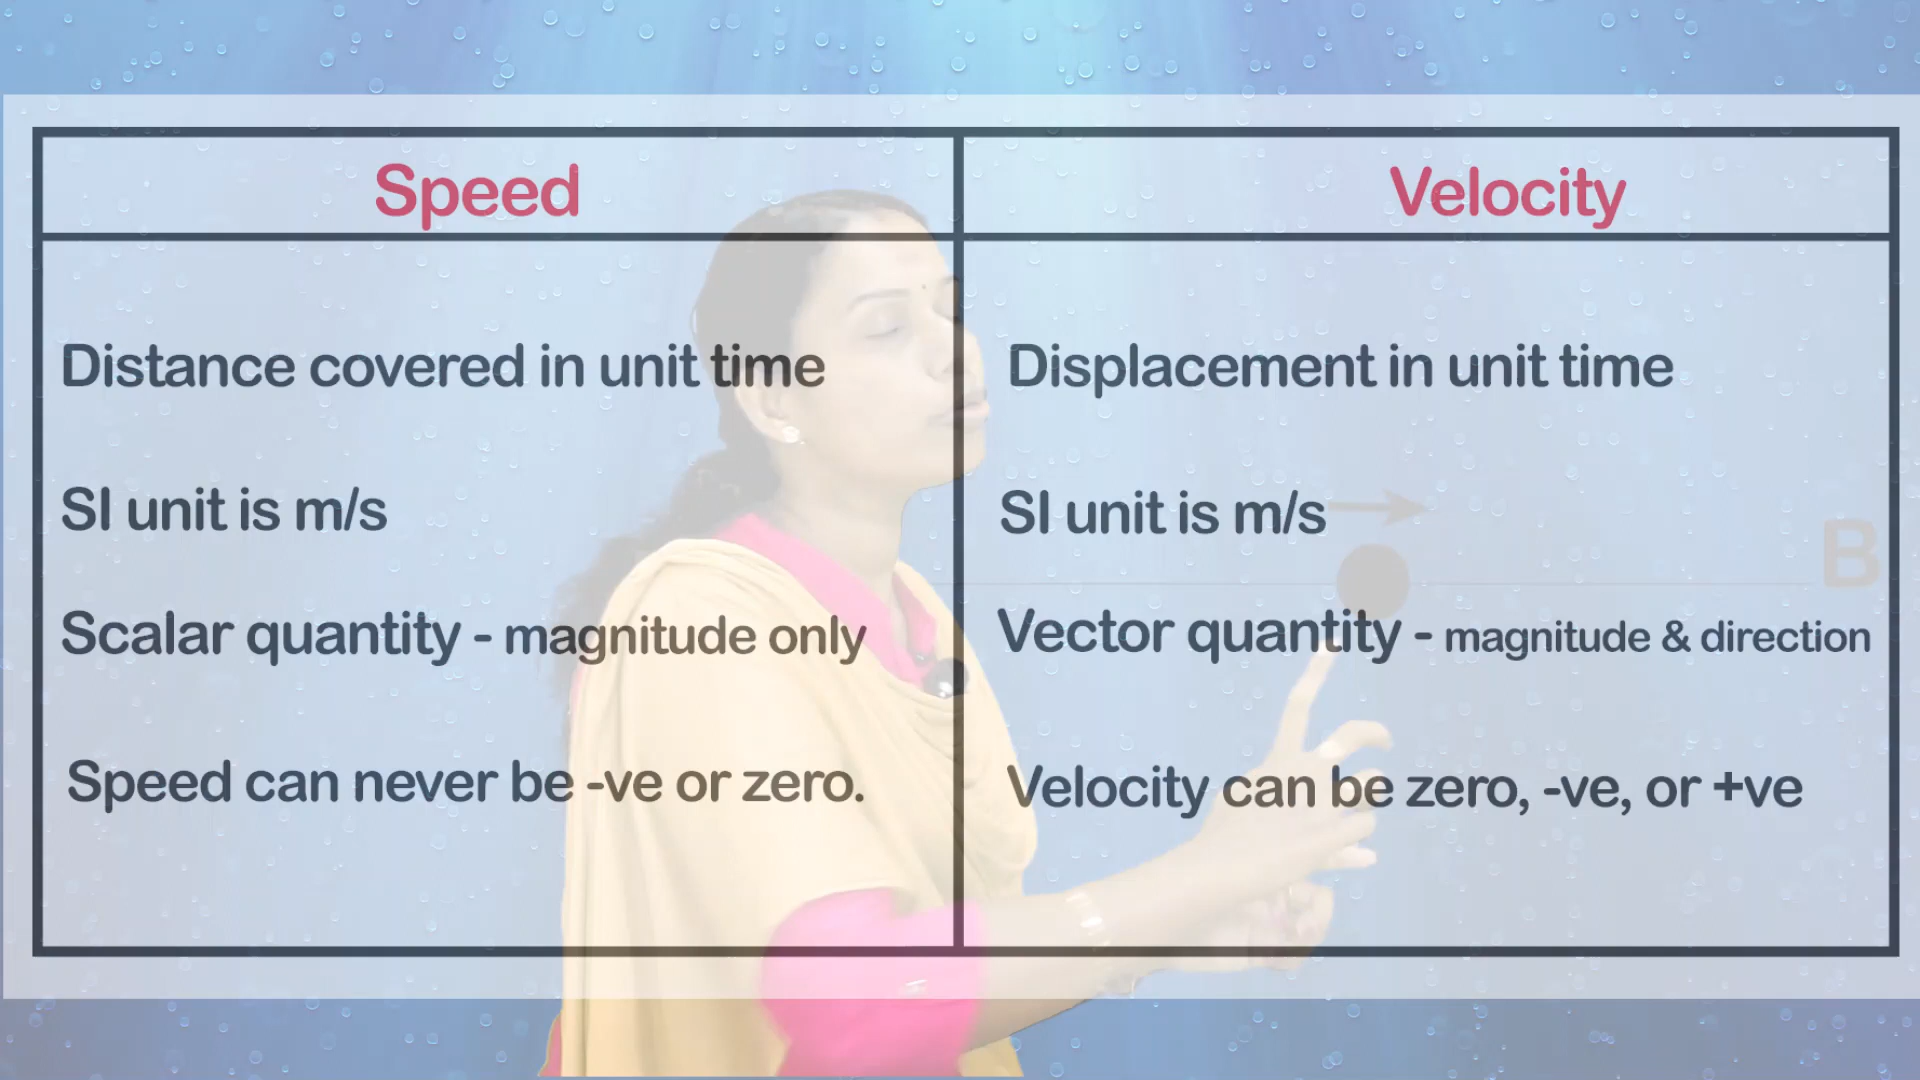 Speed
Velocity
Distance covered in unit time
Displacement in unit time
SI unit is m/s
SI unit is m/s
B
Scalar quantity - magnitude only
Vector quantity - magnitude & direction
Speed can never be -ve or zero.
Velocity can be zero, -ve, or +ve